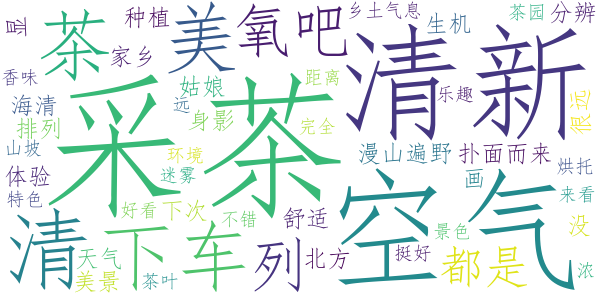 昆 种植 美 氧吧 乡土气息 茶园 分辨
茶 家乡 清新 生机
香味 姑娘 距离 乐趣 很远
海清 采茶 远 身影
排列 完全
山坡 环境 漫山遍野 扑面而来
体验 迷雾 空气 画 烘托
特色 好看 下次 不错 舒适 来看
清 下车 列 景色 没
天气 北方 挺好 都是
美景 茶叶 浓